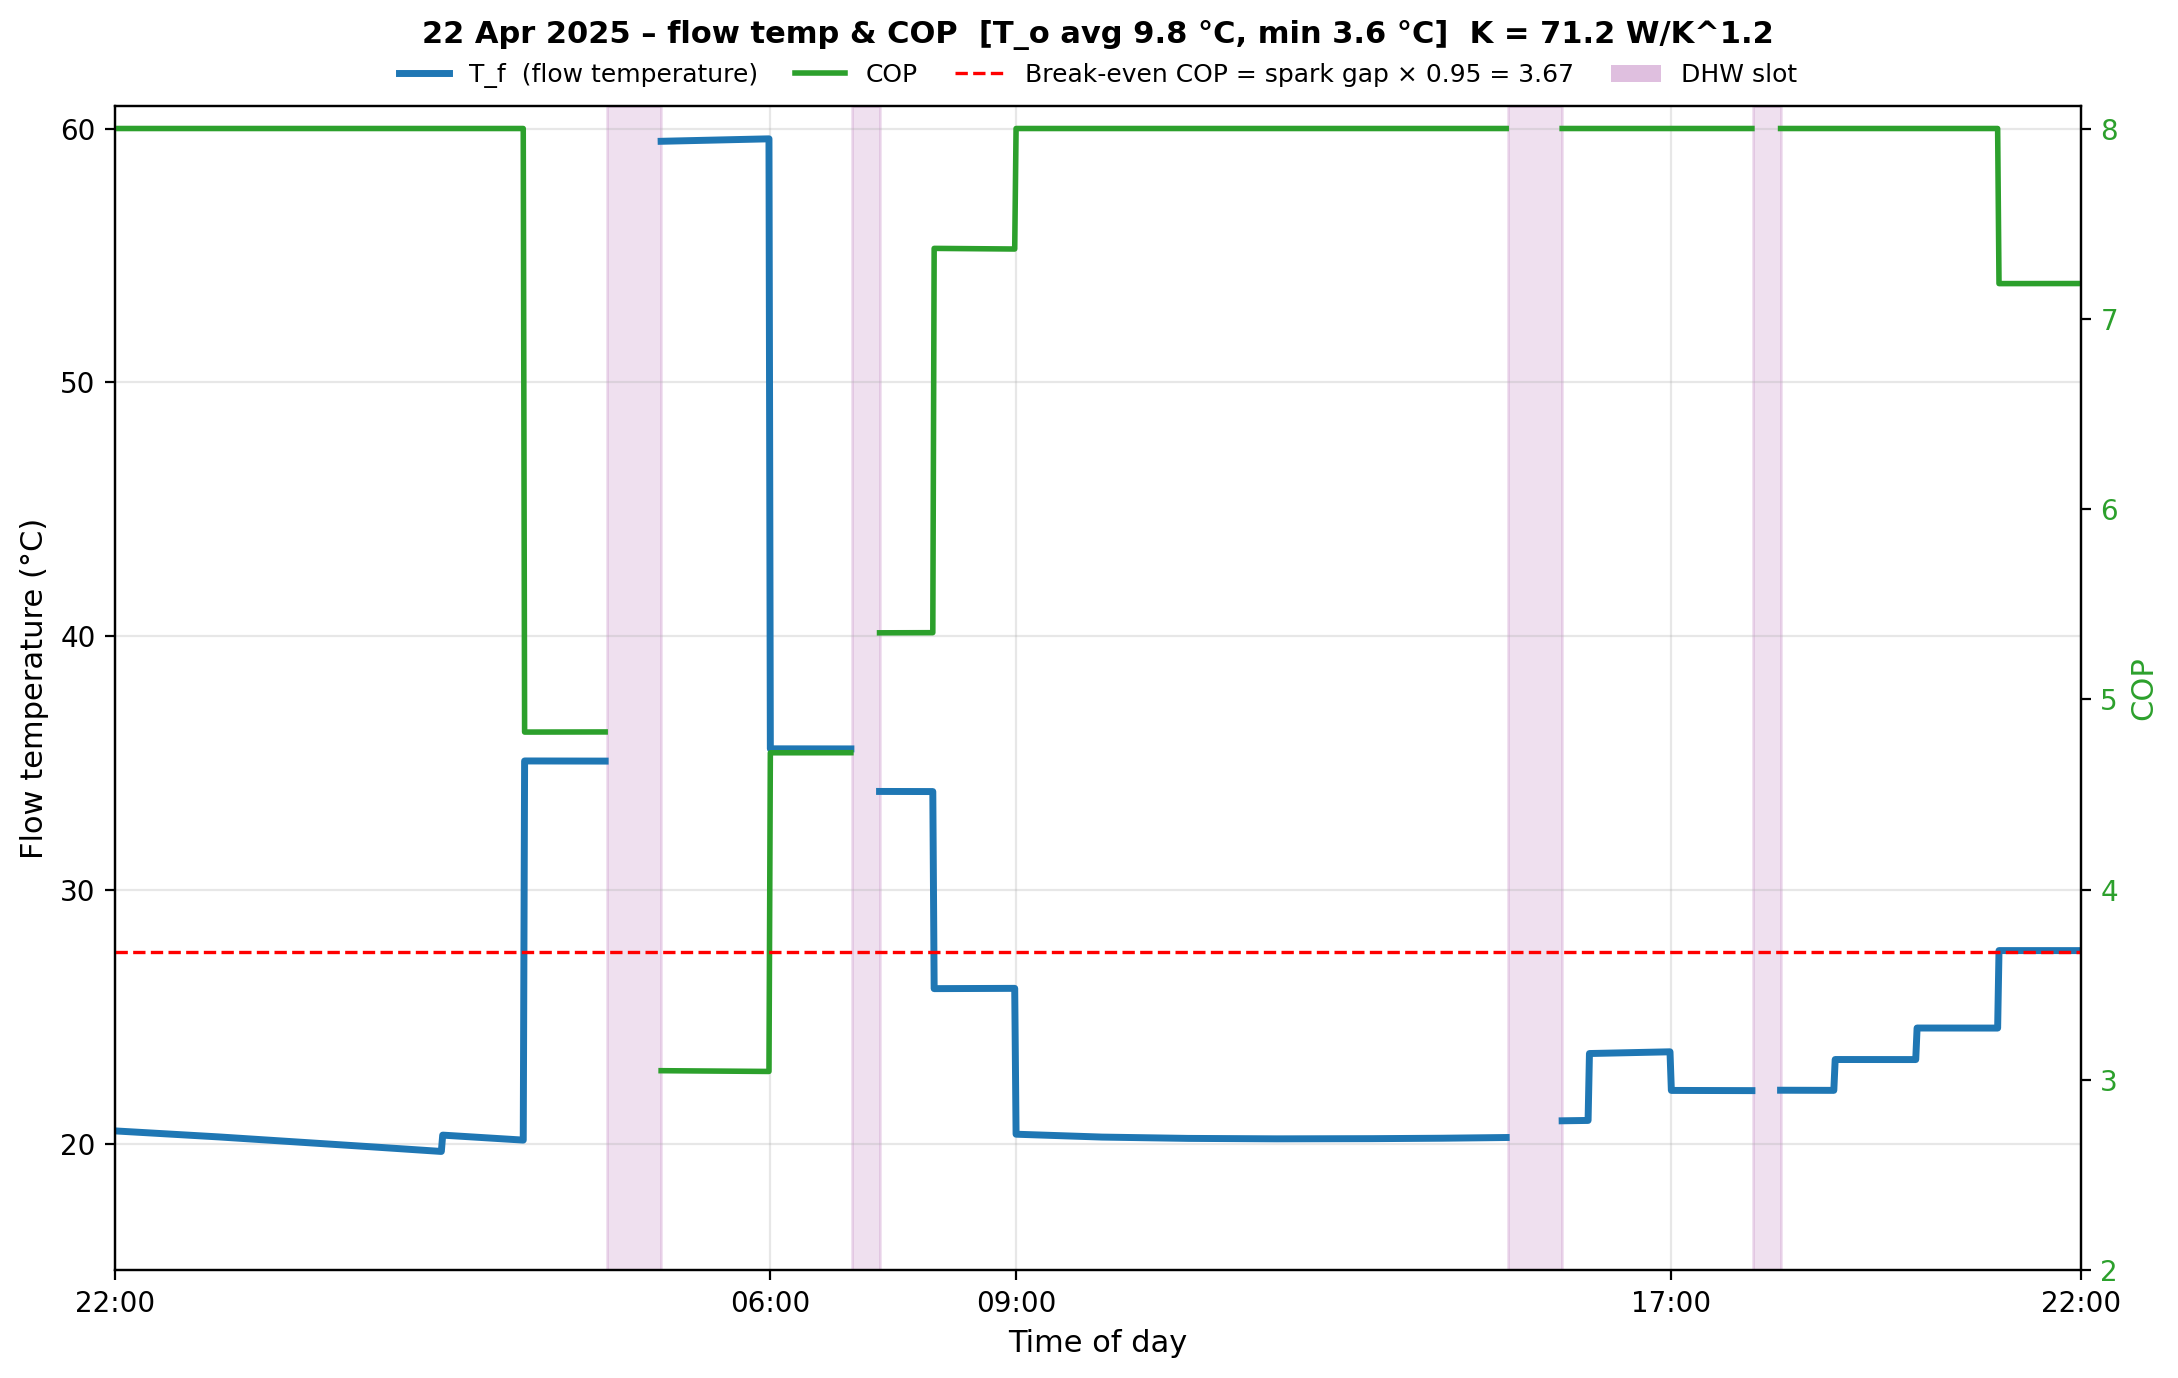 22 Apr 2025 – flow temp & COP  [T_o avg 9.8 °C, min 3.6 °C]  K = 71.2 W/K^1.2
T_f  (flow temperature)
COP
Break-even COP = spark gap × 0.95 = 3.67
DHW slot
Flow temperature (°C)
60
50
40
30
20
8
7
6
5
4
3
2
COP
22:00
06:00
09:00
17:00
22:00
Time of day